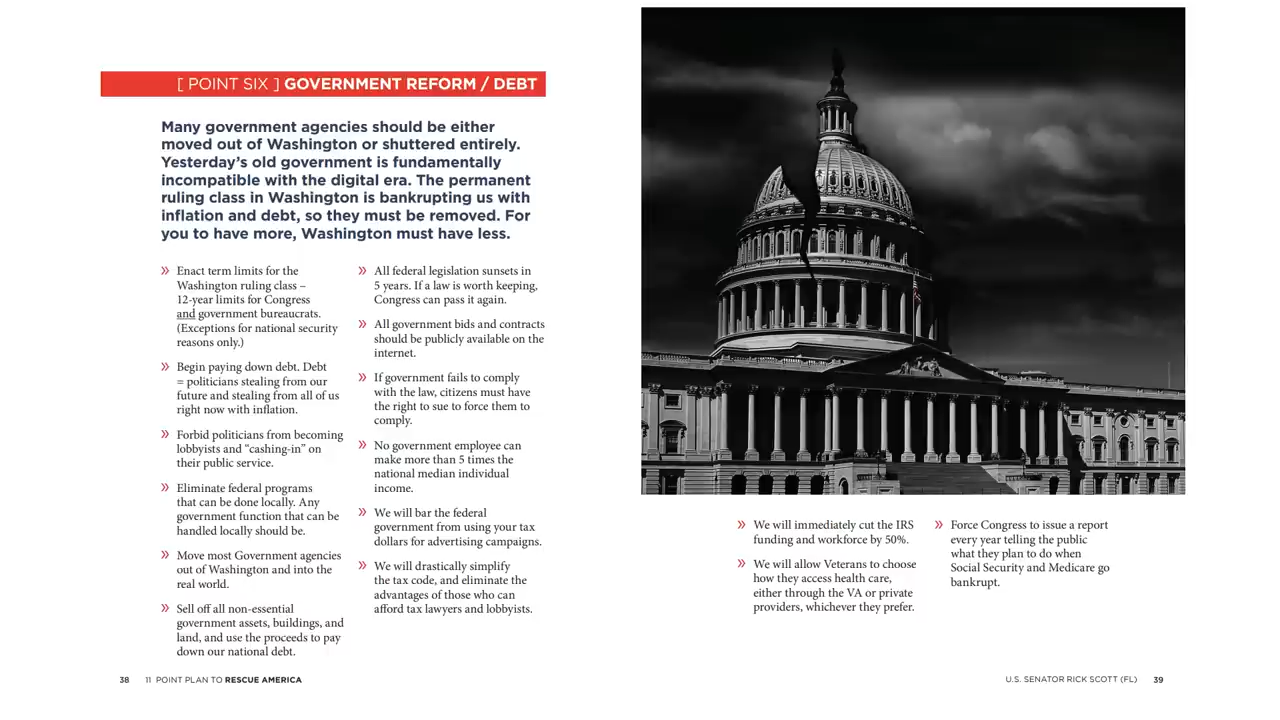 [ POINT SIX ] GOVERNMENT REFORM / DEBT
Many government agencies should be either
moved out of Washington or shuttered entirely.
Yesterday's old government is fundamentally
incompatible with the digital era. The permanent
ruling class in Washington is bankrupting us with
inflation and debt, so they must be removed. For
you to have more, Washington must have less.
» Enact term limits for the
Washington ruling class –
12-year limits for Congress
and government bureaucrats.
(Exceptions for national security
reasons only.)
» Begin paying down debt. Debt
= politicians stealing from our
future and stealing from all of us
right now with inflation.
» Forbid politicians from becoming
lobbyists and “cashing-in” on
their public service.
» Eliminate federal programs
that can be done locally. Any
government function that can be
handled locally should be.
» Move most Government agencies
out of Washington and into the
real world.
» Sell off all non-essential
government assets, buildings, and
land, and use the proceeds to pay
down our national debt.
» All federal legislation sunsets in
5 years. If a law is worth keeping,
Congress can pass it again.
» All government bids and contracts
should be publicly available on the
internet.
» If government fails to comply
with the law, citizens must have
the right to sue to force them to
comply.
» No government employee can
make more than 5 times the
national median individual
income.
» We will bar the federal
government from using your tax
dollars for advertising campaigns.
» We will drastically simplify
the tax code, and eliminate the
advantages of those who can
afford tax lawyers and lobbyists.
38 11 POINT PLAN TO RESCUE AMERICA
» We will immediately cut the IRS
funding and workforce by 50%.
» We will allow Veterans to choose
how they access health care,
either through the VA or private
providers, whichever they prefer.
» Force Congress to issue a report
every year telling the public
what they plan to do when
Social Security and Medicare go
bankrupt.
U.S. SENATOR RICK SCOTT (FL) 39